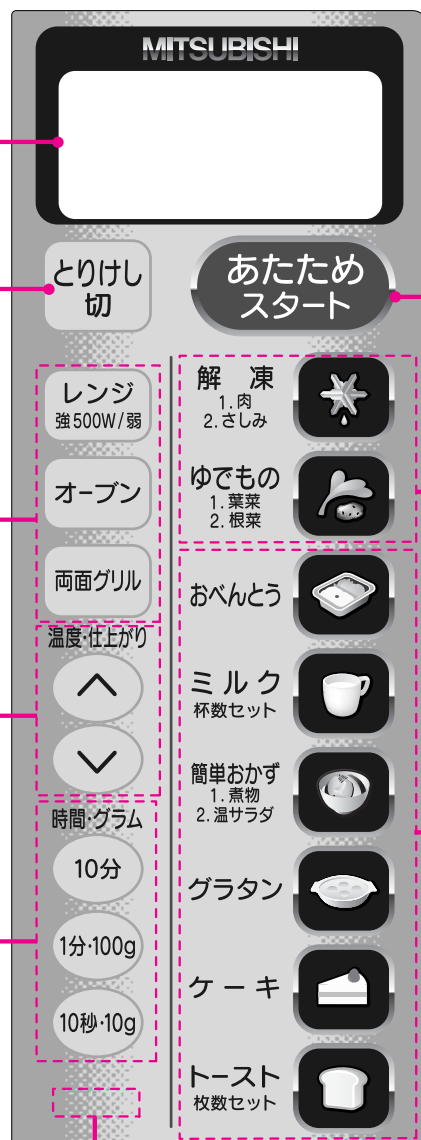 MITSUBISHI
とりけし
切
あたため
スタート
レンジ
強500W/弱
オーブン
両面グリル
温度・仕上がり
時間・グラム
10分
1分・100g
10秒・10g
解 凍
1.肉
2.さしみ
ゆでもの
1.葉菜
2.根菜
おべんとう
ミルク
杯数セット
簡単おかず
1.煮物
2.温サラダ
グラタン
ケーキ
トースト
枚数セット